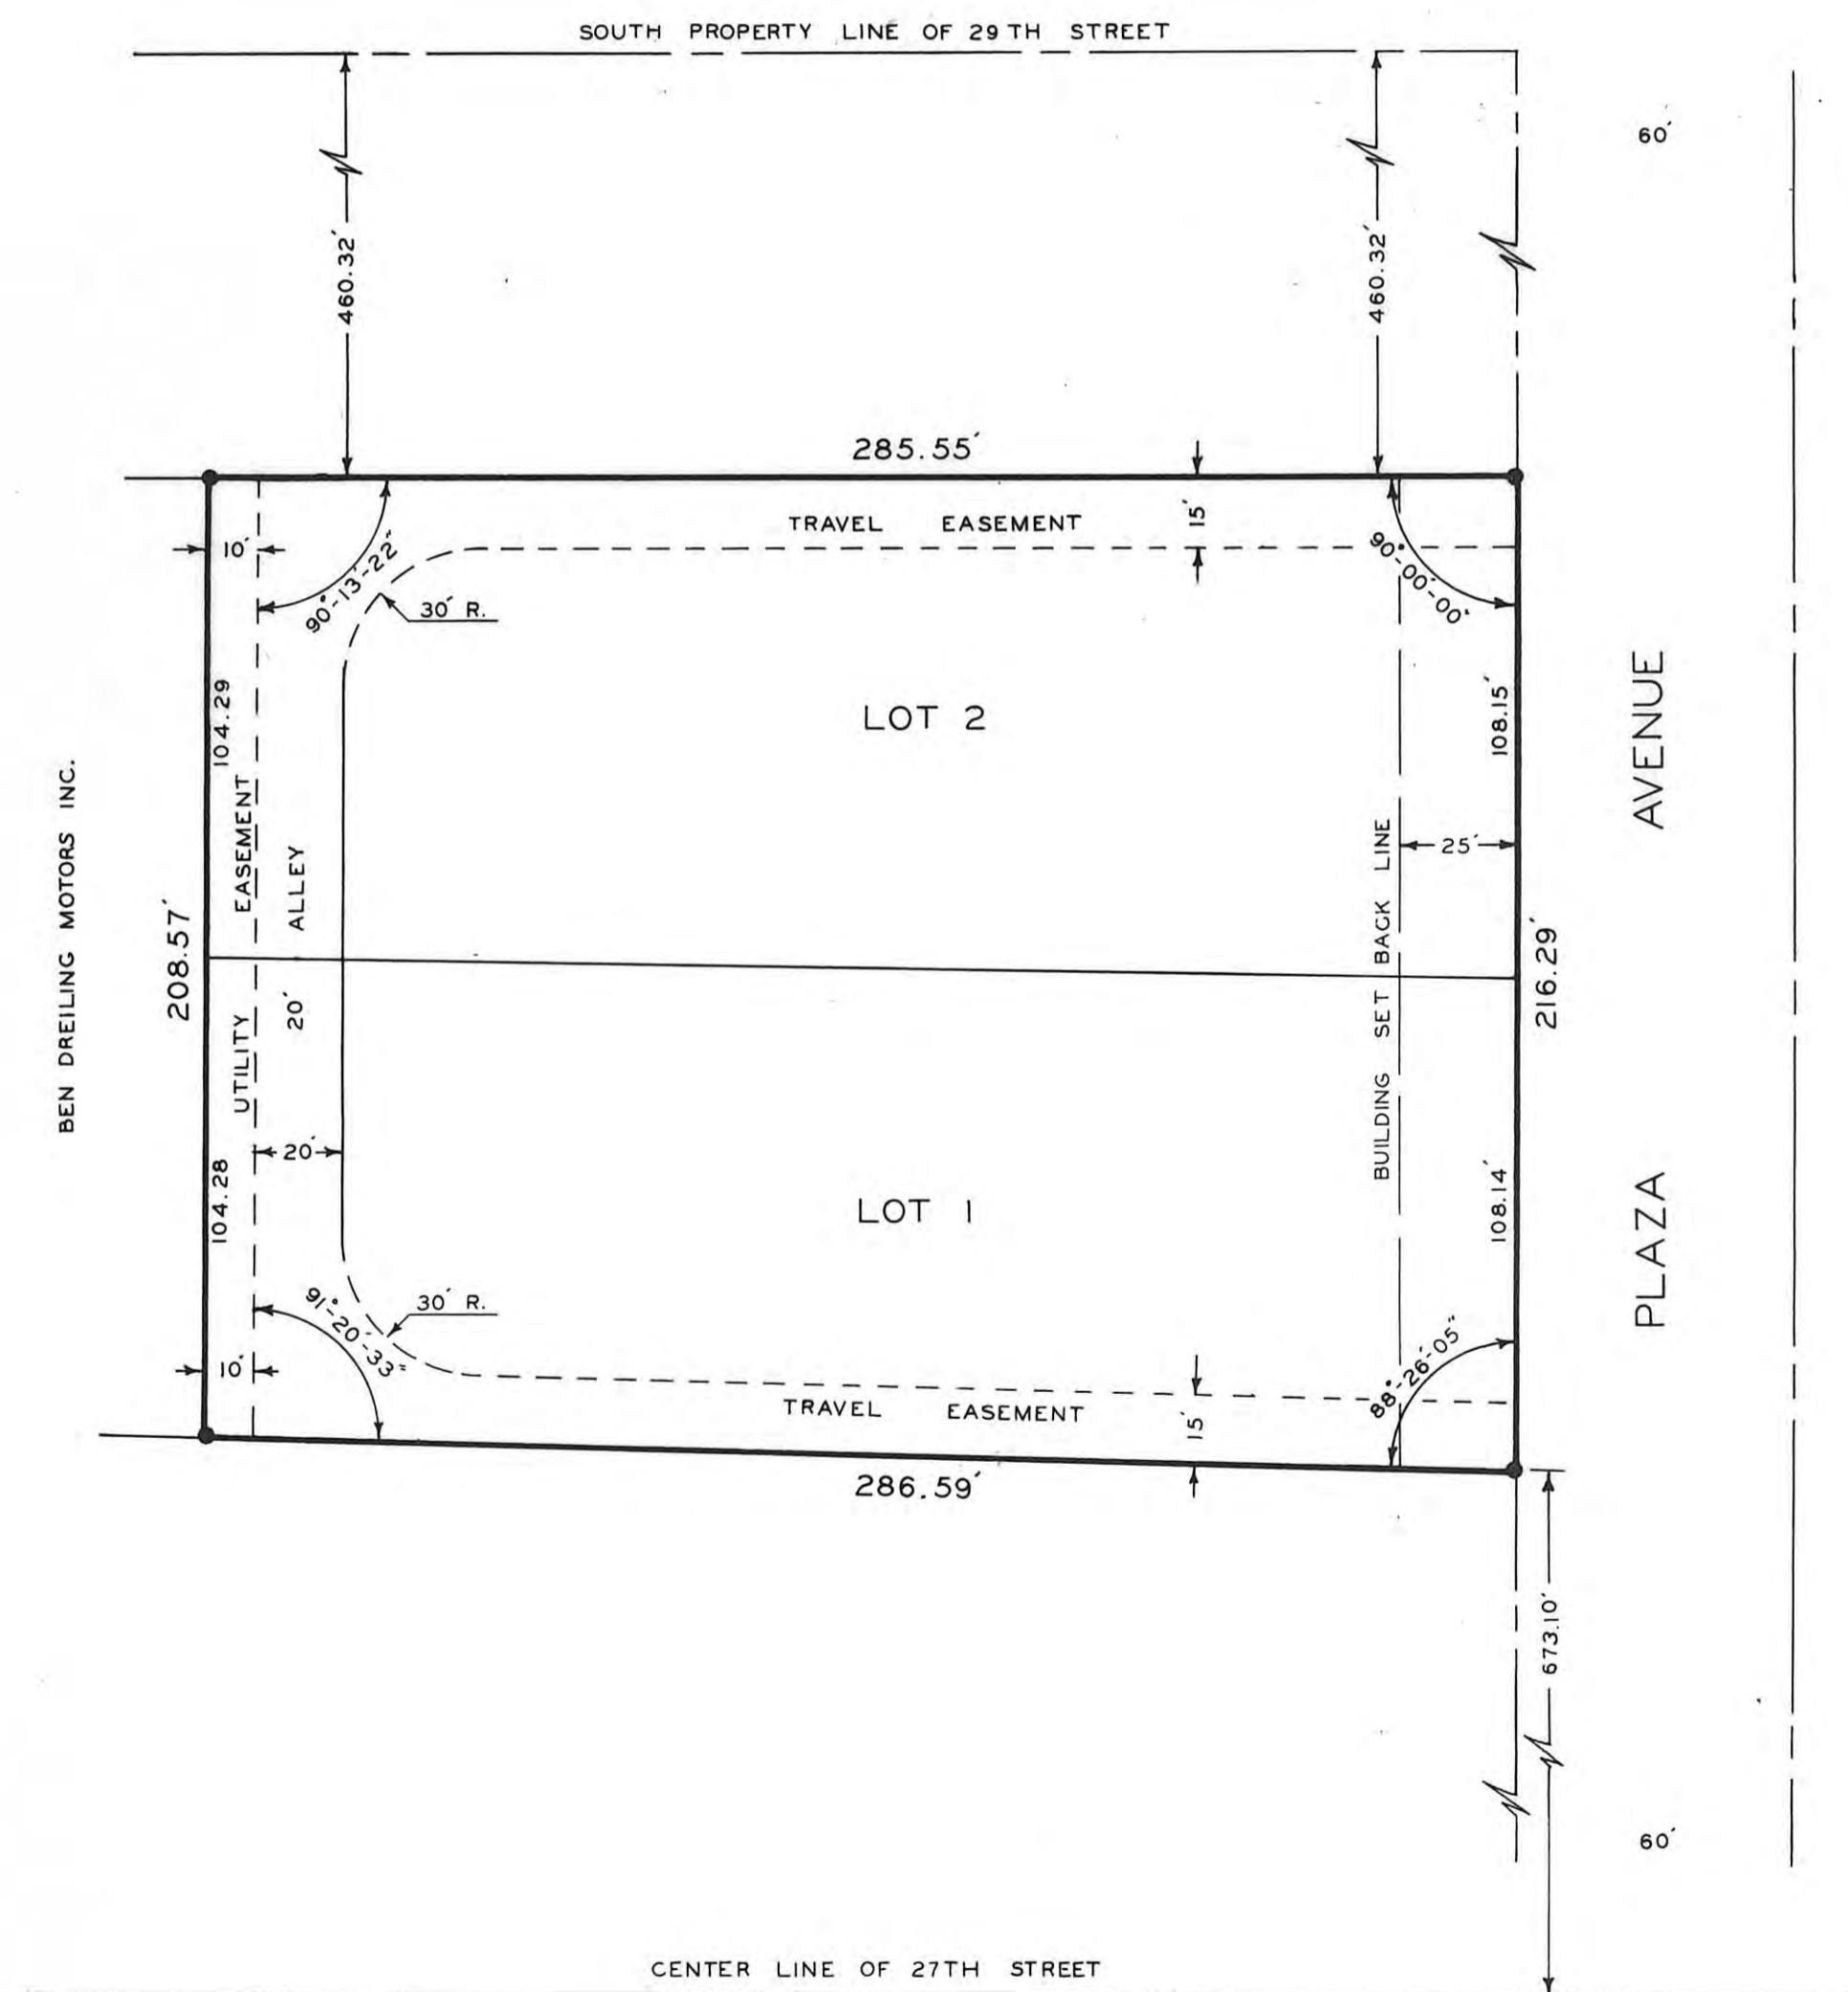 SOUTH PROPERTY LINE OF 29TH STREET
60'
460.32'
460.32'
285.55'
TRAVEL EASEMENT
15'
10'
90°-13'-22"
30' R.
90°-00'-00'
104.29
LOT 2
108.15'
AVENUE
BEN DREILING MOTORS INC.
UTILITY EASEMENT
20' ALLEY
25'
BUILDING SET BACK LINE
208.57'
216.29'
20'
104.28
LOT 1
108.14'
PLAZA
91°-20'-33"
30' R.
88°-26'-05"
10'
TRAVEL EASEMENT
15'
286.59'
673.10'
60'
CENTER LINE OF 27TH STREET